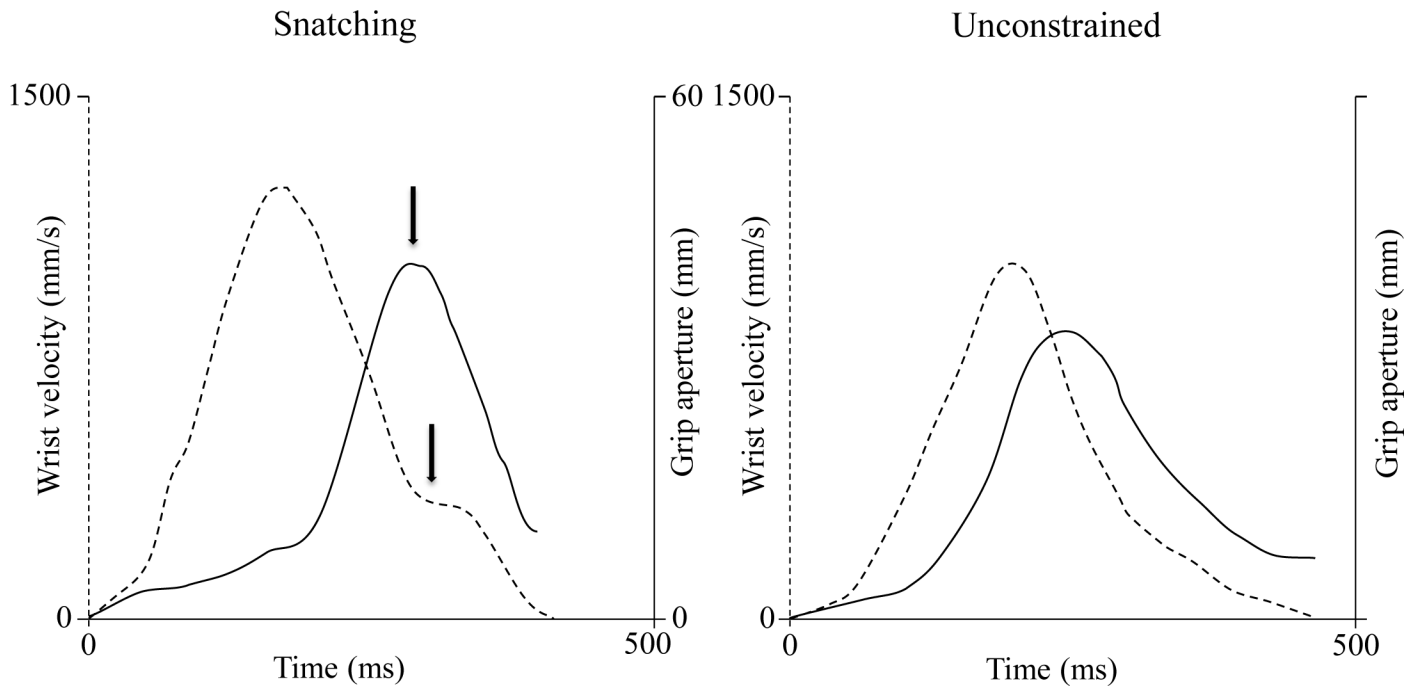 Snatching
Unconstrained
1500
60
1500
Wrist velocity (mm/s)
Grip aperture (mm)
Wrist velocity (mm/s)
Grip aperture (mm)
0
0
0
0
500
0
500
Time (ms)
Time (ms)